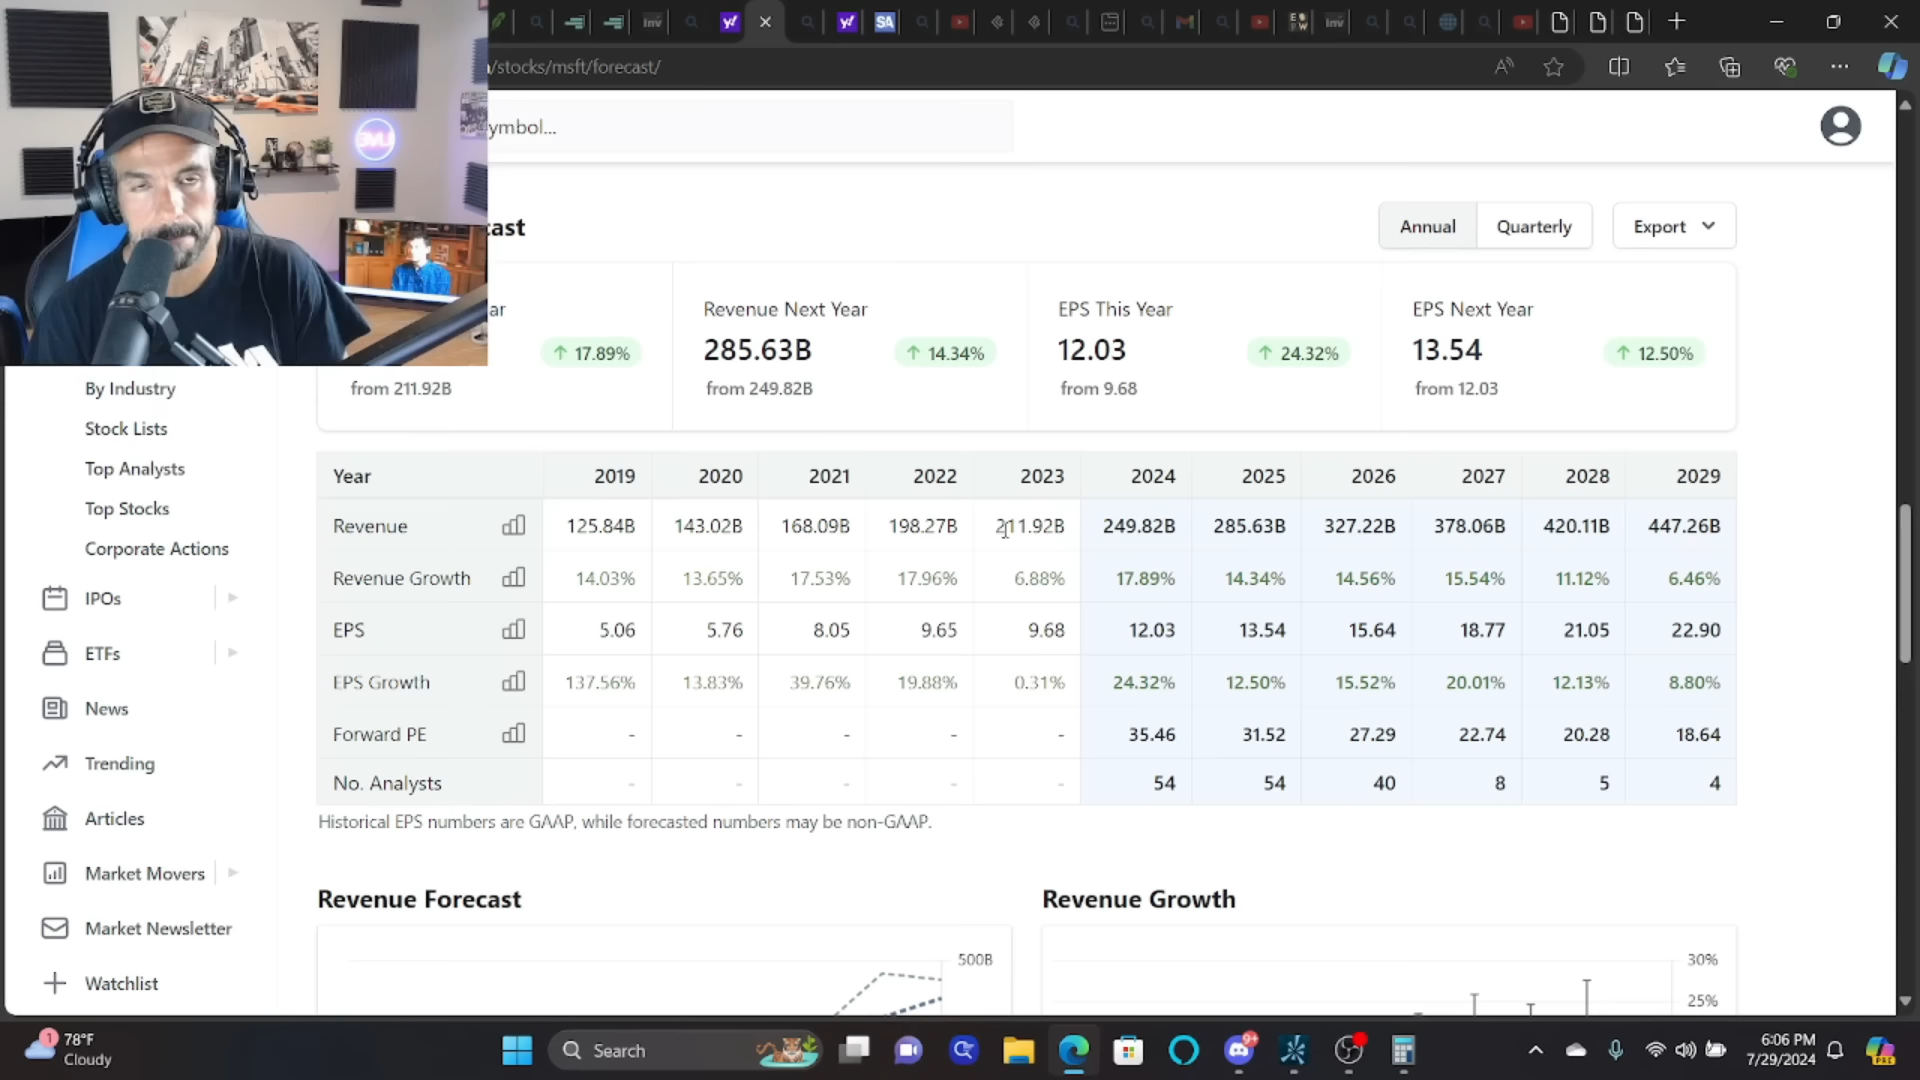 /stocks/msft/forecast/
ymbol...
cast
Annual
Quarterly
Export
ar
17.89%
from 211.92B
Revenue Next Year
285.63B
14.34%
from 249.82B
EPS This Year
12.03
24.32%
from 9.68
EPS Next Year
13.54
12.50%
from 12.03
By Industry
Stock Lists
Top Analysts
Top Stocks
Corporate Actions
IPOs
ETFs
News
Trending
Articles
Market Movers
Market Newsletter
Watchlist
Year 2019 2020 2021 2022 2023 2024 2025 2026 2027 2028 2029
Revenue 125.84B 143.02B 168.09B 198.27B 211.92B 249.82B 285.63B 327.22B 378.06B 420.11B 447.26B
Revenue Growth 14.03% 13.65% 17.53% 17.96% 6.88% 17.89% 14.34% 14.56% 15.54% 11.12% 6.46%
EPS 5.06 5.76 8.05 9.65 9.68 12.03 13.54 15.64 18.77 21.05 22.90
EPS Growth 137.56% 13.83% 39.76% 19.88% 0.31% 24.32% 12.50% 15.52% 20.01% 12.13% 8.80%
Forward PE - - - - - 35.46 31.52 27.29 22.74 20.28 18.64
No. Analysts - - - - - 54 54 40 8 5 4
Historical EPS numbers are GAAP, while forecasted numbers may be non-GAAP.
Revenue Forecast
500B
Revenue Growth
30%
25%
1
78°F
Cloudy
Search
9+
6:06 PM
7/29/2024